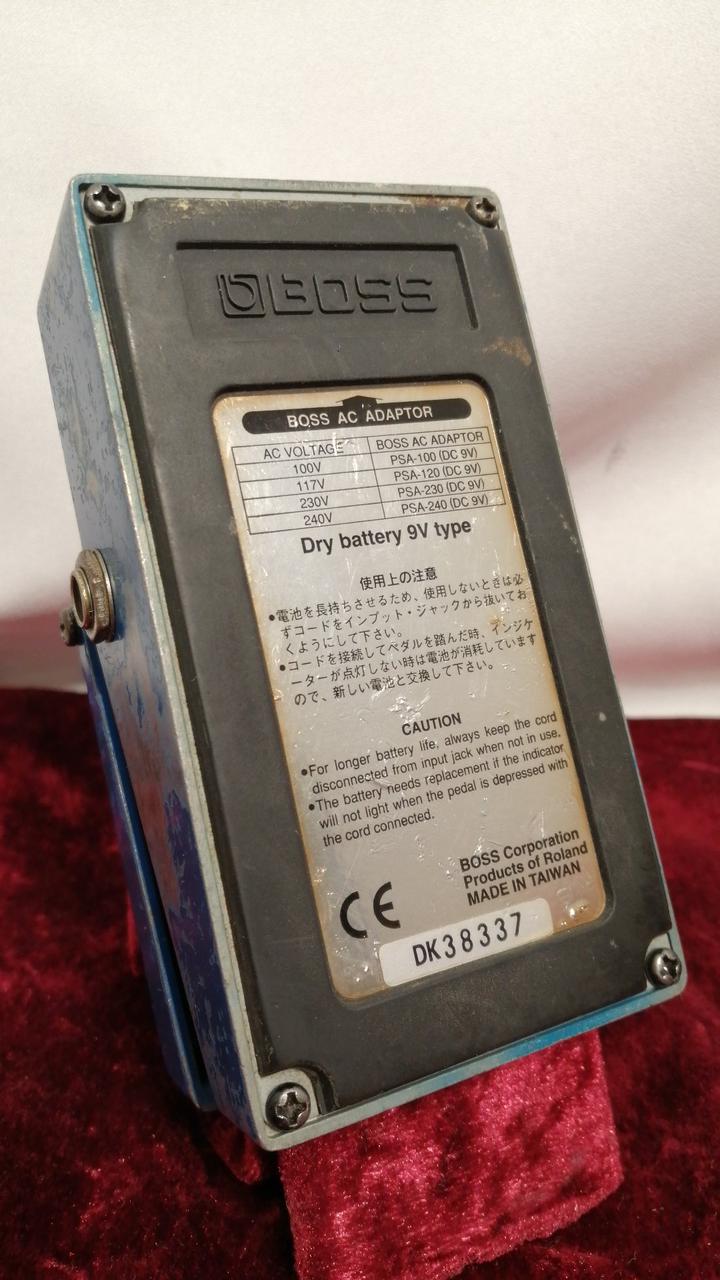 BOSS
BOSS AC ADAPTOR
AC VOLTAGE BOSS AC ADAPTOR
100V PSA-100 (DC 9V)
117V PSA-120 (DC 9V)
230V PSA-230 (DC 9V)
240V PSA-240 (DC 9V)
Dry battery 9V type
使用上の注意
●電池を長持ちさせるため、使用しないときは必
ずコードをインプット・ジャックから抜いてお
くようにして下さい。
●コードを接続してペダルを踏んだ時、インジケ
ーターが点灯しない時は電池が消耗しています
ので、新しい電池と交換して下さい。
CAUTION
●For longer battery life, always keep the cord
disconnected from input jack when not in use.
●The battery needs replacement if the indicator
will not light when the pedal is depressed with
the cord connected.
BOSS Corporation
Products of Roland
MADE IN TAIWAN
CE
DK38337